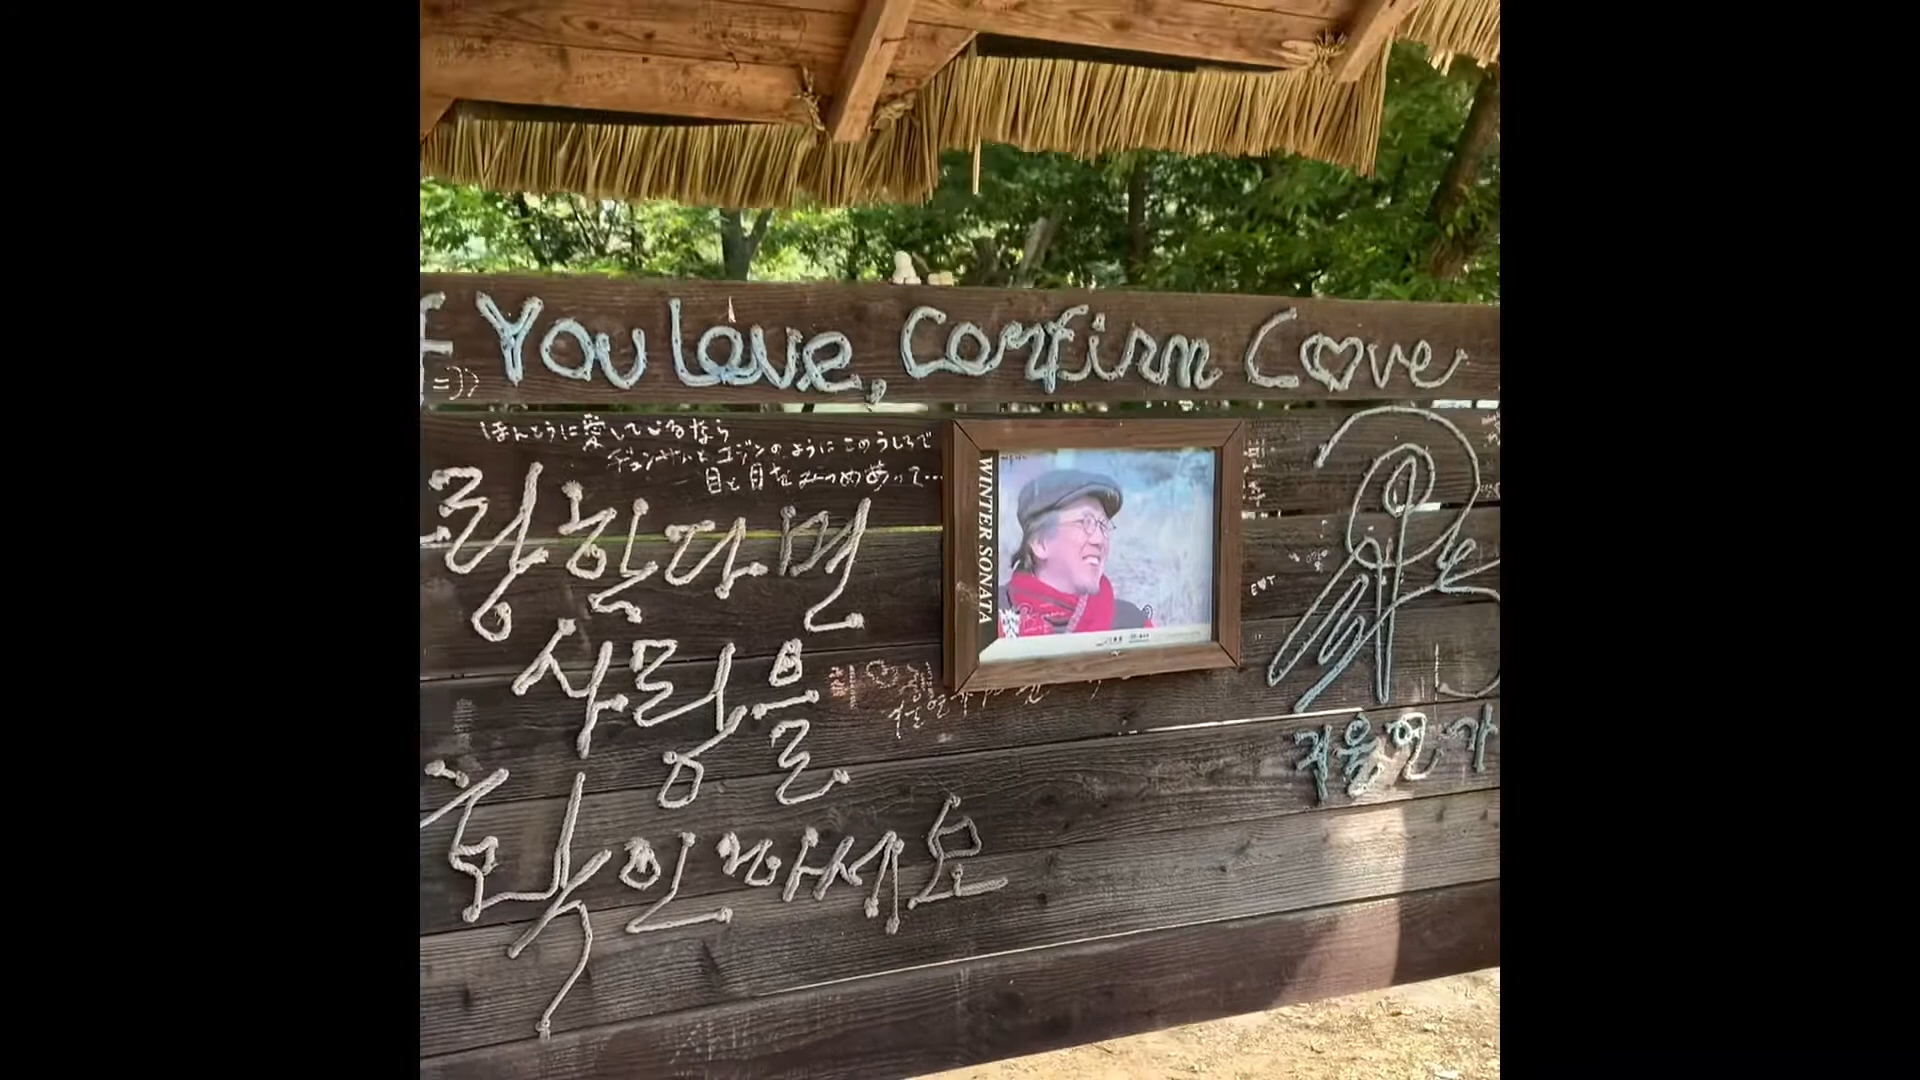 f You love, Confirm Love
=))
ほんとうに愛しているなら
チュンサンとユジンのように このうしろで
目と目をみつめあって…
랑한다면
사랑을
확인하세요
WINTER SONATA
겨울연가